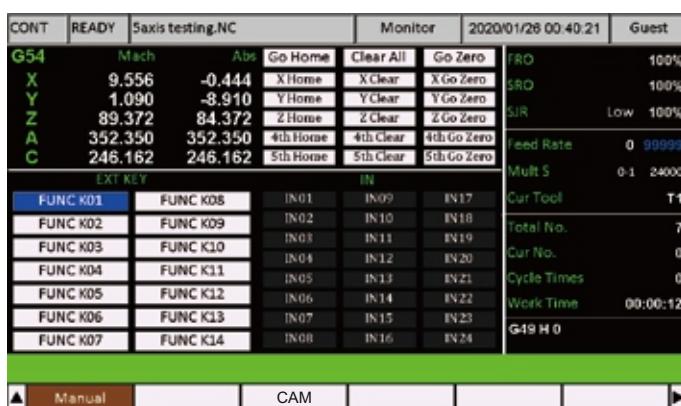 CONT READY 5axis testing.NC Monitor 2020/01/26 00:40:21 Guest
G54 Mach Abs Go Home Clear All Go Zero FRO 100%
X 9.556 -0.444 X Home X Clear X Go Zero SRO 100%
Y 1.090 -8.910 Y Home Y Clear Y Go Zero
Z 89.372 84.372 Z Home Z Clear Z Go Zero SJR Low 100%
A 352.350 352.350 4th Home 4th Clear 4th Go Zero Feed Rate 0 99999
C 246.162 246.162 5th Home 5th Clear 5th Go Zero
EXT KEY IN Mult S 0-1 24000
FUNC K01 FUNC K08 IN01 IN09 IN17 Cur Tool T1
FUNC K02 FUNC K09 IN02 IN10 IN18 Total No. 7
FUNC K03 FUNC K10 IN03 IN11 IN19 Cur No. 0
FUNC K04 FUNC K11 IN04 IN12 IN20 Cycle Times 0
FUNC K05 FUNC K12 IN05 IN13 IN21
FUNC K06 FUNC K13 IN06 IN14 IN22 Work Time 00:00:12
FUNC K07 FUNC K14 IN07 IN15 IN23 G49 H 0
IN08 IN16 IN24
Manual CAM